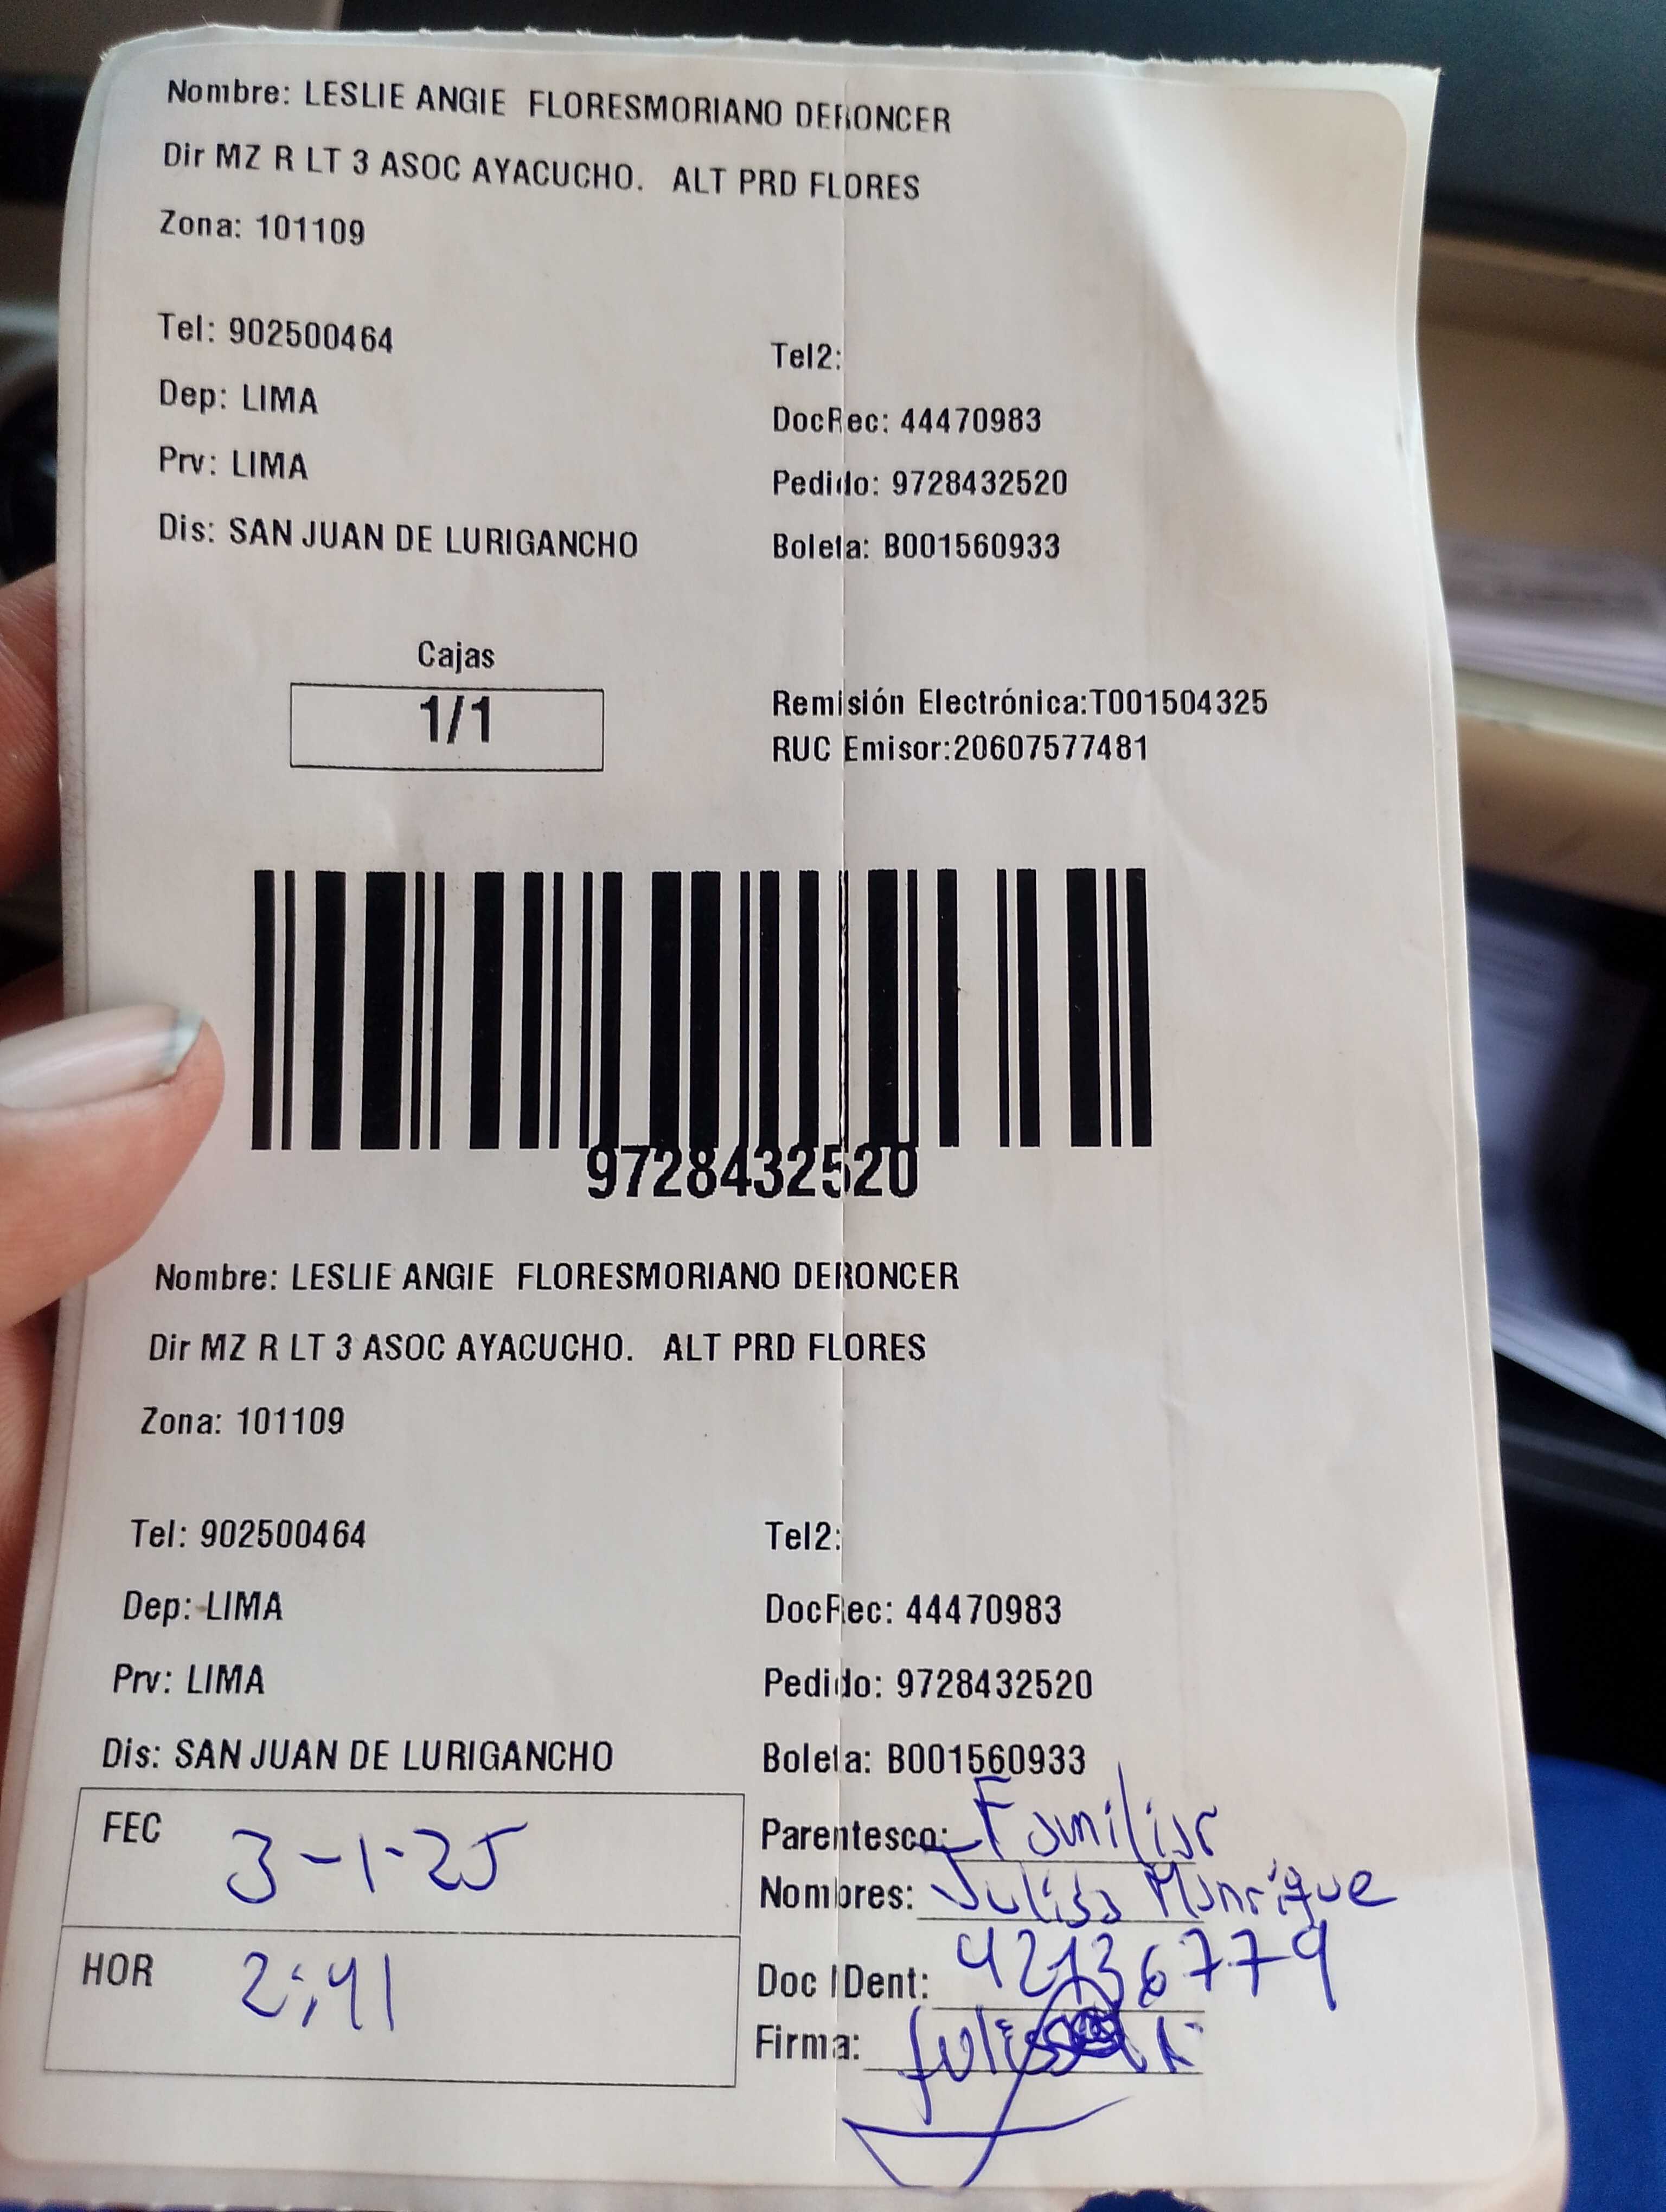 Nombre: LESLIE ANGIE FLORESMORIANO DERONCER
Dir MZ R LT 3 ASOC AYACUCHO. ALT PRD FLORES
Zona: 101109
Tel: 902500464
Tel2:
Dep: LIMA
DocRec: 44470983
Prv: LIMA
Pedido: 9728432520
Dis: SAN JUAN DE LURIGANCHO
Boleta: B001560933
Cajas
1/1
Remisión Electrónica:T001504325
RUC Emisor:20607577481
9728432520
Nombre: LESLIE ANGIE FLORESMORIANO DERONCER
Dir MZ R LT 3 ASOC AYACUCHO. ALT PRD FLORES
Zona: 101109
Tel: 902500464
Tel2:
Dep: LIMA
DocRec: 44470983
Prv: LIMA
Pedido: 9728432520
Dis: SAN JUAN DE LURIGANCHO
Boleta: B001560933
FEC 3-1-25
Parentesco: Familiar
Nombres: Julissa Manrique
HOR 2:41
Doc IDent: 42136779
Firma: